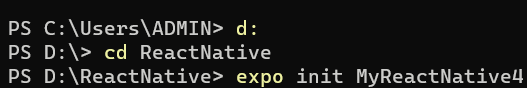 PS C:\Users\ADMIN> d:
PS D:\> cd ReactNative
PS D:\ReactNative> expo init MyReactNative4